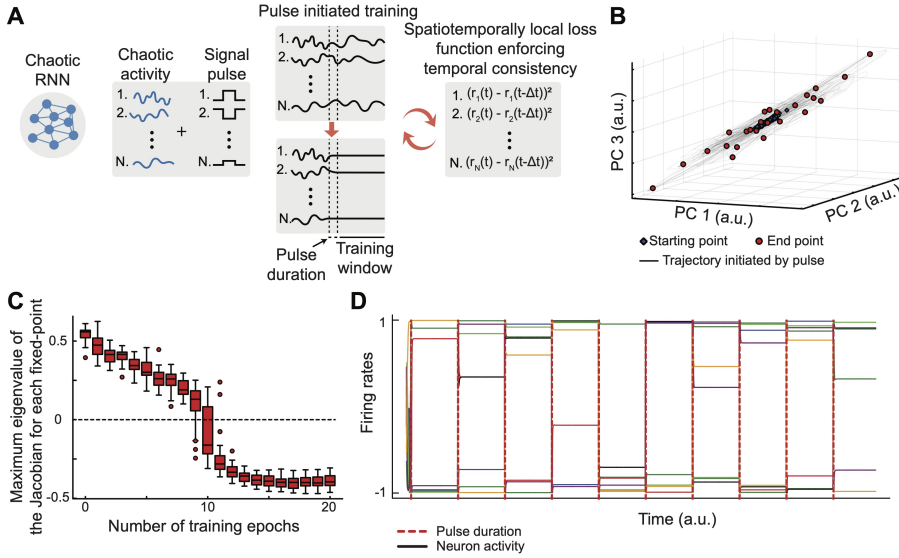 A
Pulse initiated training
Chaotic
RNN
Chaotic
activity
Signal
pulse
Spatiotemporally local loss
function enforcing
temporal consistency
1.
2.
N.
+
1.
2.
N.
1.
2.
N.
1.
2.
N.
1. (r₁(t) - r₁(t-Δt))²
2. (r₂(t) - r₂(t-Δt))²
N. (r_N(t) - r_N(t-Δt))²
Pulse
duration
Training
window
B
PC 3 (a.u.)
PC 1 (a.u.)
PC 2 (a.u.)
Starting point
End point
Trajectory initiated by pulse
C
Maximum eigenvalue of
the Jacobian for each fixed-point
0.5
0
-0.5
0
10
20
Number of training epochs
D
Firing rates
1
-1
Time (a.u.)
Pulse duration
Neuron activity